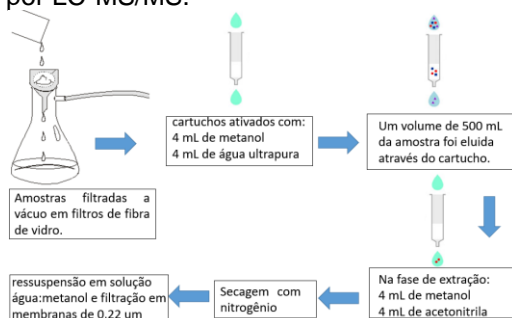 por LC-MS/MS.
cartuchos ativados com:
4 mL de metanol
4 mL de água ultrapura
Um volume de 500 mL
da amostra foi eluida
através do cartucho.
Amostras filtradas a
vácuo em filtros de fibra
de vidro.
Na fase de extração:
4 mL de metanol
4 mL de acetonitrila
Secagem com
nitrogênio
ressuspensão em solução
água:metanol e filtração em
membranas de 0,22 um